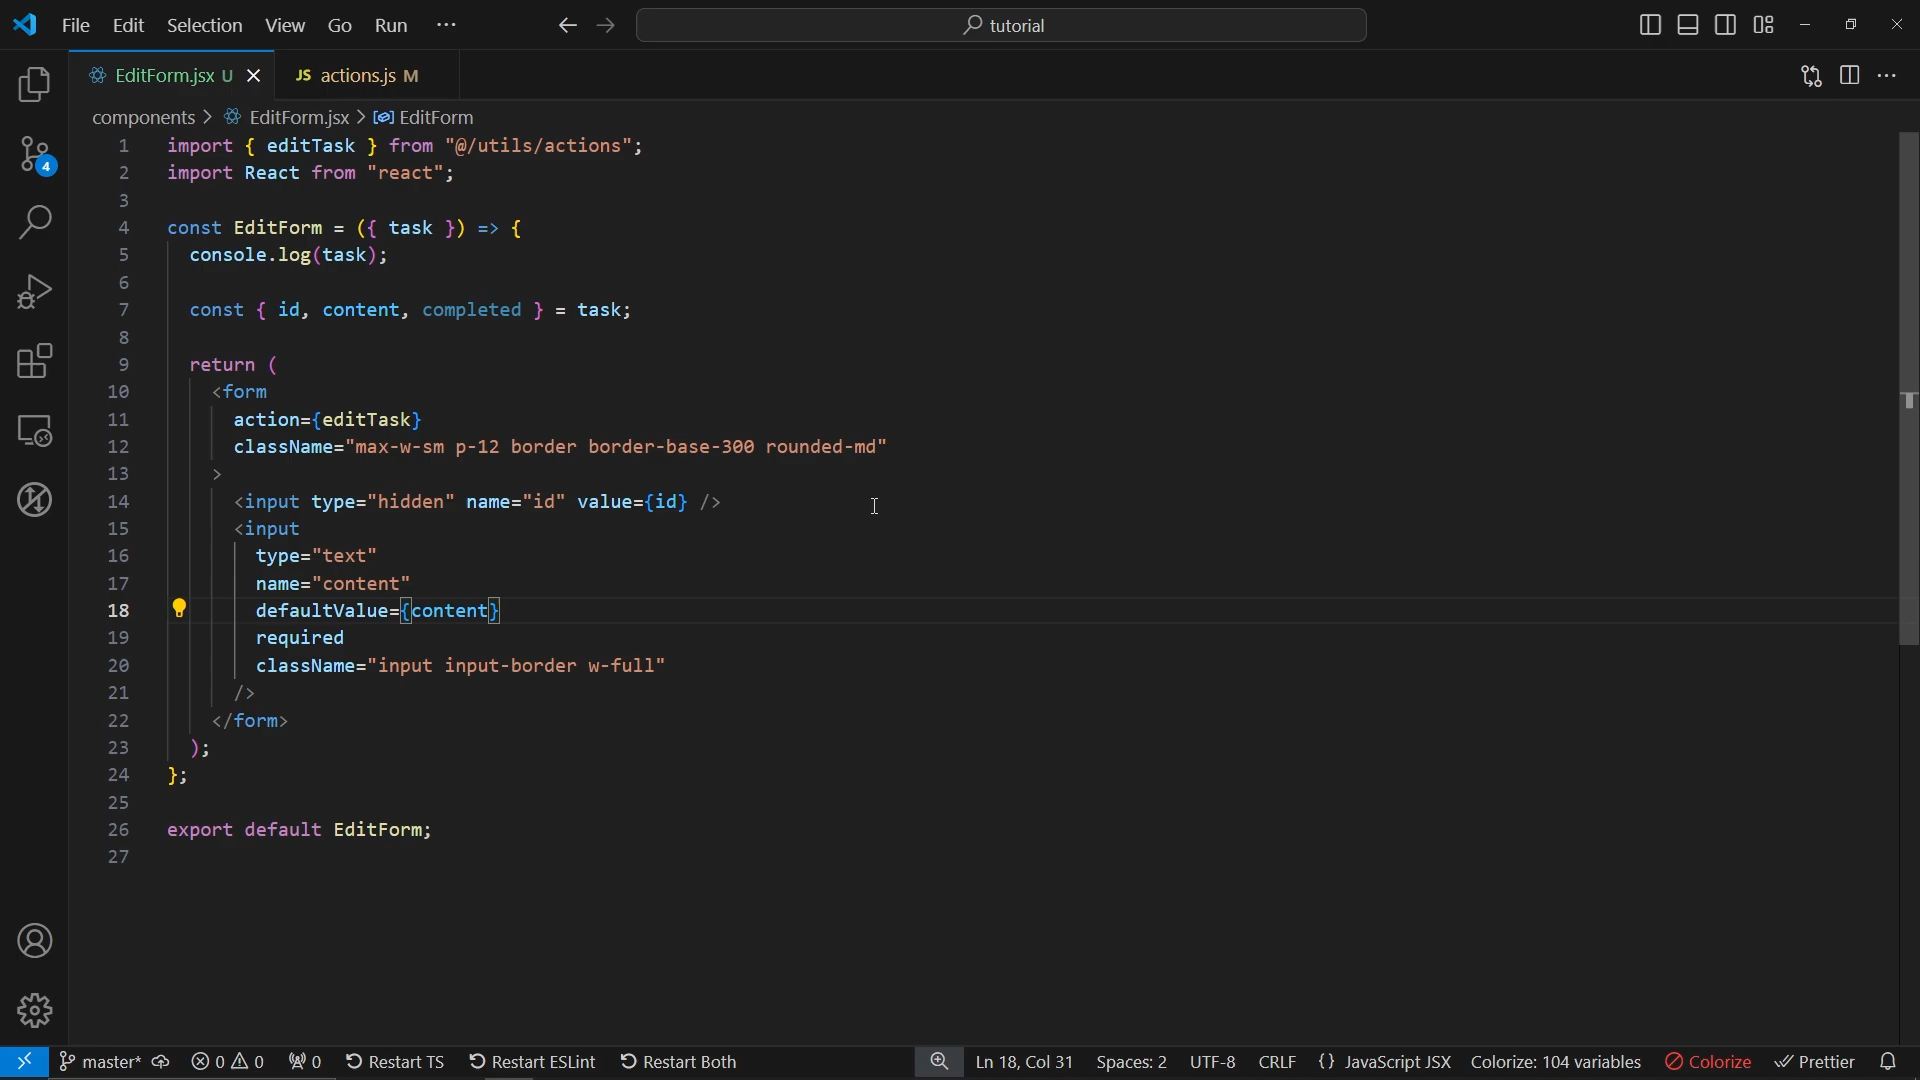 File Edit Selection View Go Run ··· tutorial
EditForm.jsx U JS actions.js M
components > EditForm.jsx > EditForm
4
1 import { editTask } from "@/utils/actions";
2 import React from "react";
3
4 const EditForm = ({ task }) => {
5 console.log(task);
6
7 const { id, content, completed } = task;
8
9 return (
10 <form
11 action={editTask}
12 className="max-w-sm p-12 border border-base-300 rounded-md"
13 >
14 <input type="hidden" name="id" value={id} />
15 <input
16 type="text"
17 name="content"
18 defaultValue={content}
19 required
20 className="input input-border w-full"
21 />
22 </form>
23 );
24 };
25
26 export default EditForm;
27
master* 0 0 0 Restart TS Restart ESLint Restart Both Ln 18, Col 31 Spaces: 2 UTF-8 CRLF {} JavaScript JSX Colorize: 104 variables Colorize Prettier